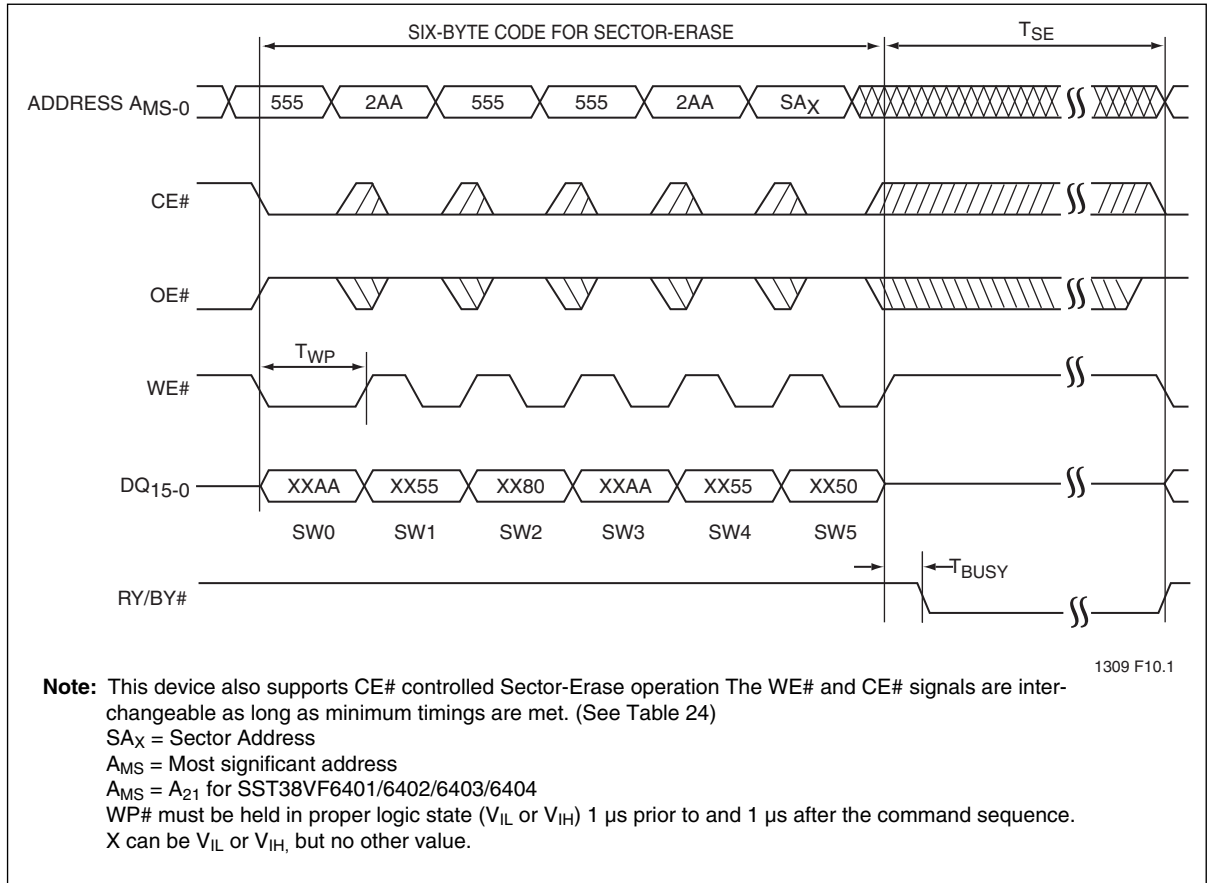 SIX-BYTE CODE FOR SECTOR-ERASE
TSE
ADDRESS AMS-0
555
2AA
555
555
2AA
SAX
CE#
OE#
TWP
WE#
DQ15-0
XXAA
XX55
XX80
XXAA
XX55
XX50
SW0
SW1
SW2
SW3
SW4
SW5
TBUSY
RY/BY#
1309 F10.1
Note: This device also supports CE# controlled Sector-Erase operation The WE# and CE# signals are inter-
changeable as long as minimum timings are met. (See Table 24)
SAX = Sector Address
AMS = Most significant address
AMS = A21 for SST38VF6401/6402/6403/6404
WP# must be held in proper logic state (VIL or VIH) 1 µs prior to and 1 µs after the command sequence.
X can be VIL or VIH, but no other value.